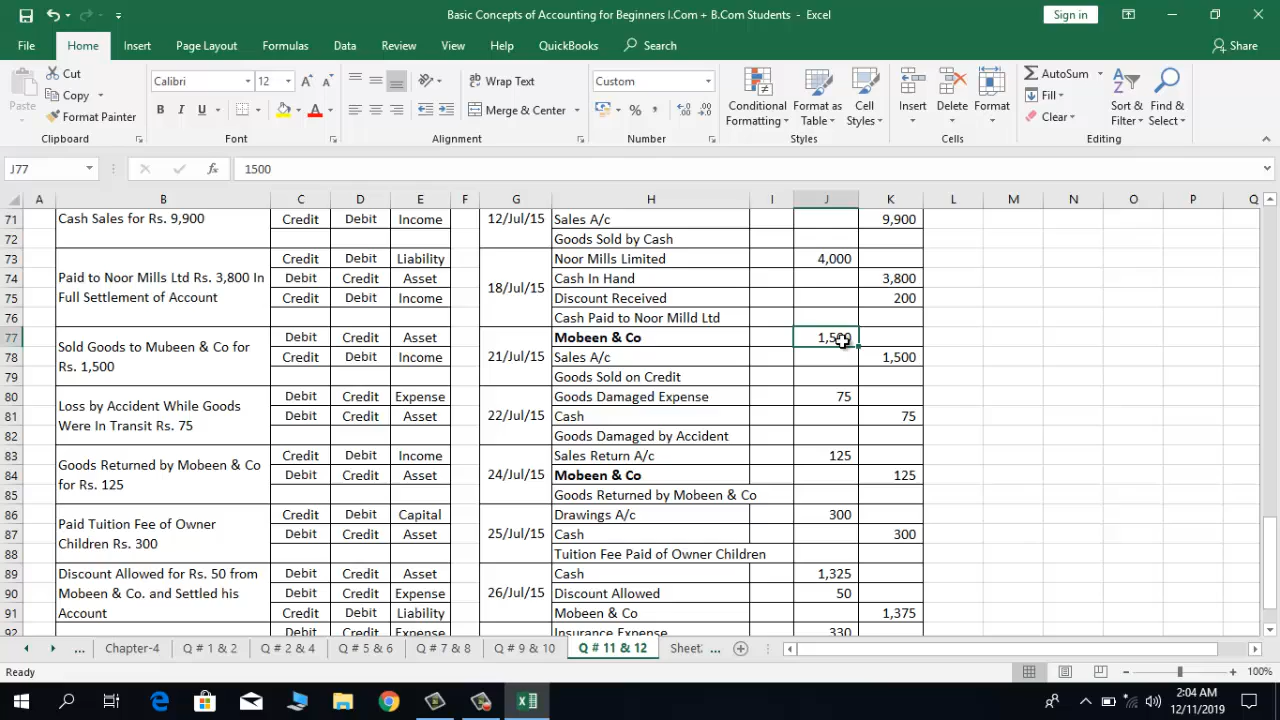 Basic Concepts of Accounting for Beginners I.Com + B.Com Students - Excel
Sign in
File Home Insert Page Layout Formulas Data Review View Help QuickBooks Search Share
Paste
Cut
Copy
Format Painter
Calibri 12
B I U
Wrap Text
Merge & Center
Custom
% ,
Conditional Formatting
Format as Table
Cell Styles
Insert
Delete
Format
AutoSum
Fill
Clear
Sort & Filter
Find & Select
Clipboard Font Alignment Number Styles Cells Editing
J77 fx 1500
A B C D E F G H I J K L M N O P Q
71 Cash Sales for Rs. 9,900 Credit Debit Income 12/Jul/15 Sales A/c 9,900
72 Goods Sold by Cash
73 Paid to Noor Mills Ltd Rs. 3,800 In Full Settlement of Account Credit Debit Liability 18/Jul/15 Noor Mills Limited 4,000
74 Debit Credit Asset Cash In Hand 3,800
75 Credit Debit Income Discount Received 200
76 Cash Paid to Noor Milld Ltd
77 Sold Goods to Mubeen & Co for Rs. 1,500 Debit Credit Asset 21/Jul/15 Mobeen & Co 1,500
78 Debit Credit Income Sales A/c 1,500
79 Goods Sold on Credit
80 Loss by Accident While Goods Were In Transit Rs. 75 Debit Credit Expense 22/Jul/15 Goods Damaged Expense 75
81 Debit Credit Asset Cash 75
82 Goods Damaged by Accident
83 Goods Returned by Mobeen & Co for Rs. 125 Debit Credit Income 24/Jul/15 Sales Return A/c 125
84 Debit Credit Asset Mobeen & Co 125
85 Goods Returned by Mobeen & Co
86 Paid Tuition Fee of Owner Children Rs. 300 Credit Debit Capital 25/Jul/15 Drawings A/c 300
87 Debit Credit Asset Cash 300
88 Tuition Fee Paid of Owner Children
89 Discount Allowed for Rs. 50 from Mobeen & Co. and Settled his Account Debit Credit Asset 26/Jul/15 Cash 1,325
90 Debit Credit Expense Discount Allowed 50
91 Credit Debit Liability Mobeen & Co 1,375
92 Debit Credit Expense Insurance Expense 330
... Chapter-4 Q # 1 & 2 Q # 2 & 4 Q # 5 & 6 Q # 7 & 8 Q # 9 & 10 Q # 11 & 12 Sheet ...
Ready 100%
2:04 AM
12/11/2019